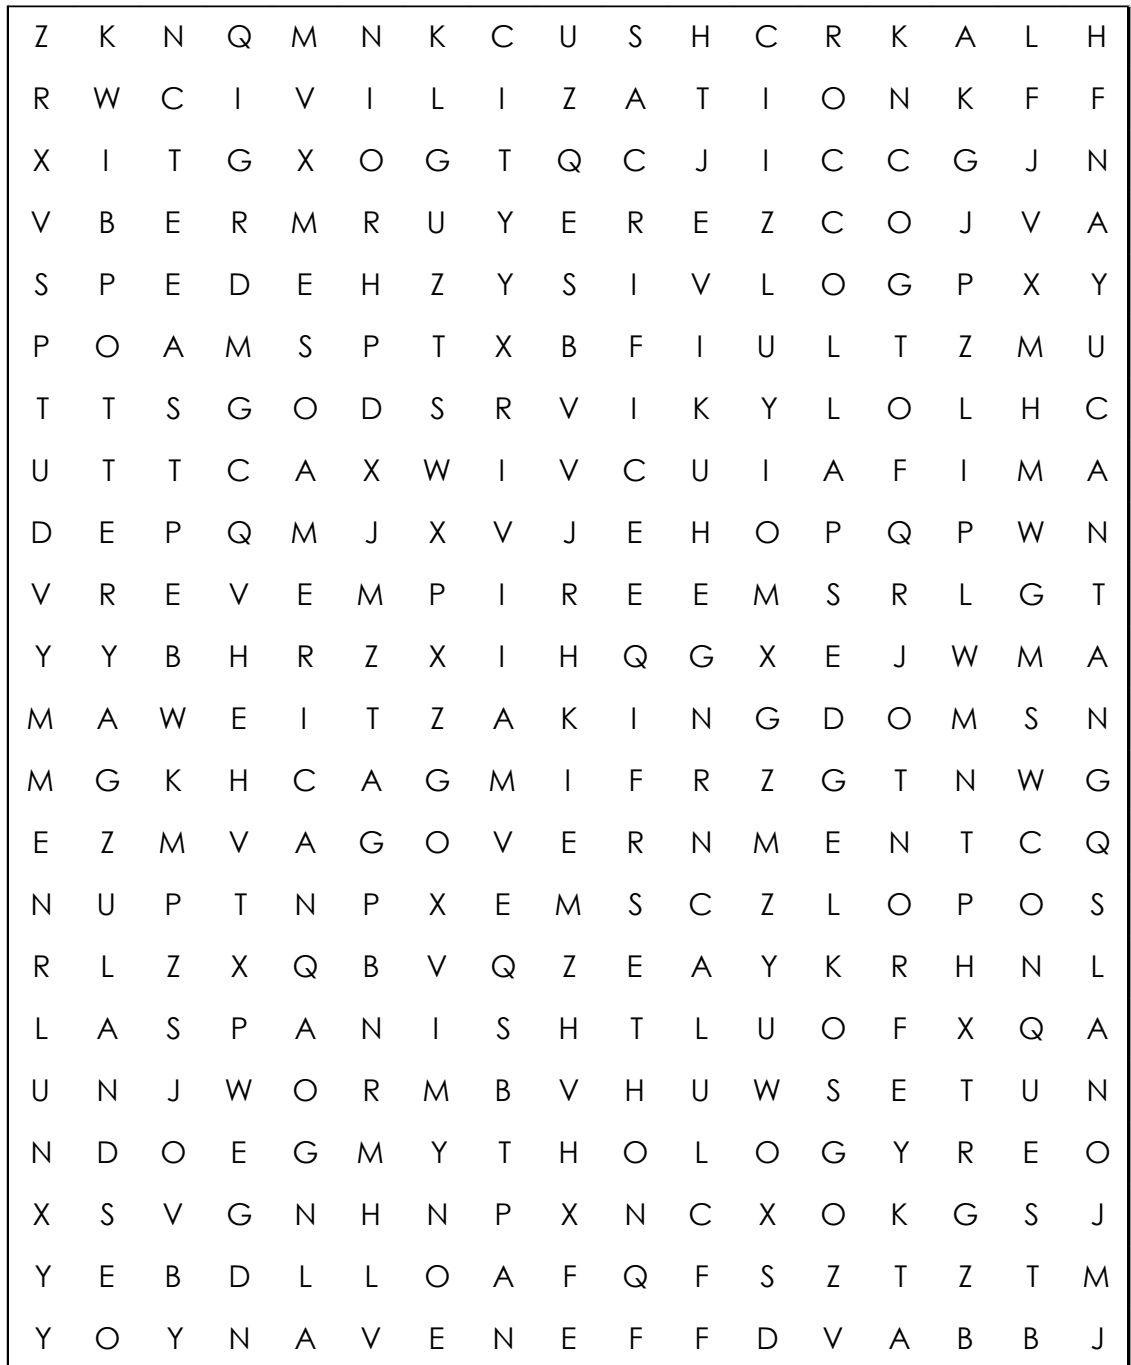 Z K N Q M N K C U S H C R K A L H
R W C I V I L I Z A T I O N K F F
X I T G X O G T Q C J I C C G J N
V B E R M R U Y E R E Z C O J V A
S P E D E H Z Y S I V L O G P X Y
P O A M S P T X B F I U L T Z M U
T T S G O D S R V I K Y L O L H C
U T T C A X W I V C U I A F I M A
D E P Q M J X V J E H O P Q P W N
V R E V E M P I R E E M S R L G T
Y Y B H R Z X I H Q G X E J W M A
M A W E I T Z A K I N G D O M S N
M G K H C A G M I F R Z G T N W G
E Z M V A G O V E R N M E N T C Q
N U P T N P X E M S C Z L O P O S
R L Z X Q B V Q Z E A Y K R H N L
L A S P A N I S H T L U O F X Q A
U N J W O R M B V H U W S E T U N
N D O E G M Y T H O L O G Y R E O
X S V G N H N P X N C X O K G S J
Y E B D L L O A F Q F S Z T Z T M
Y O Y N A V E N E F F D V A B B J